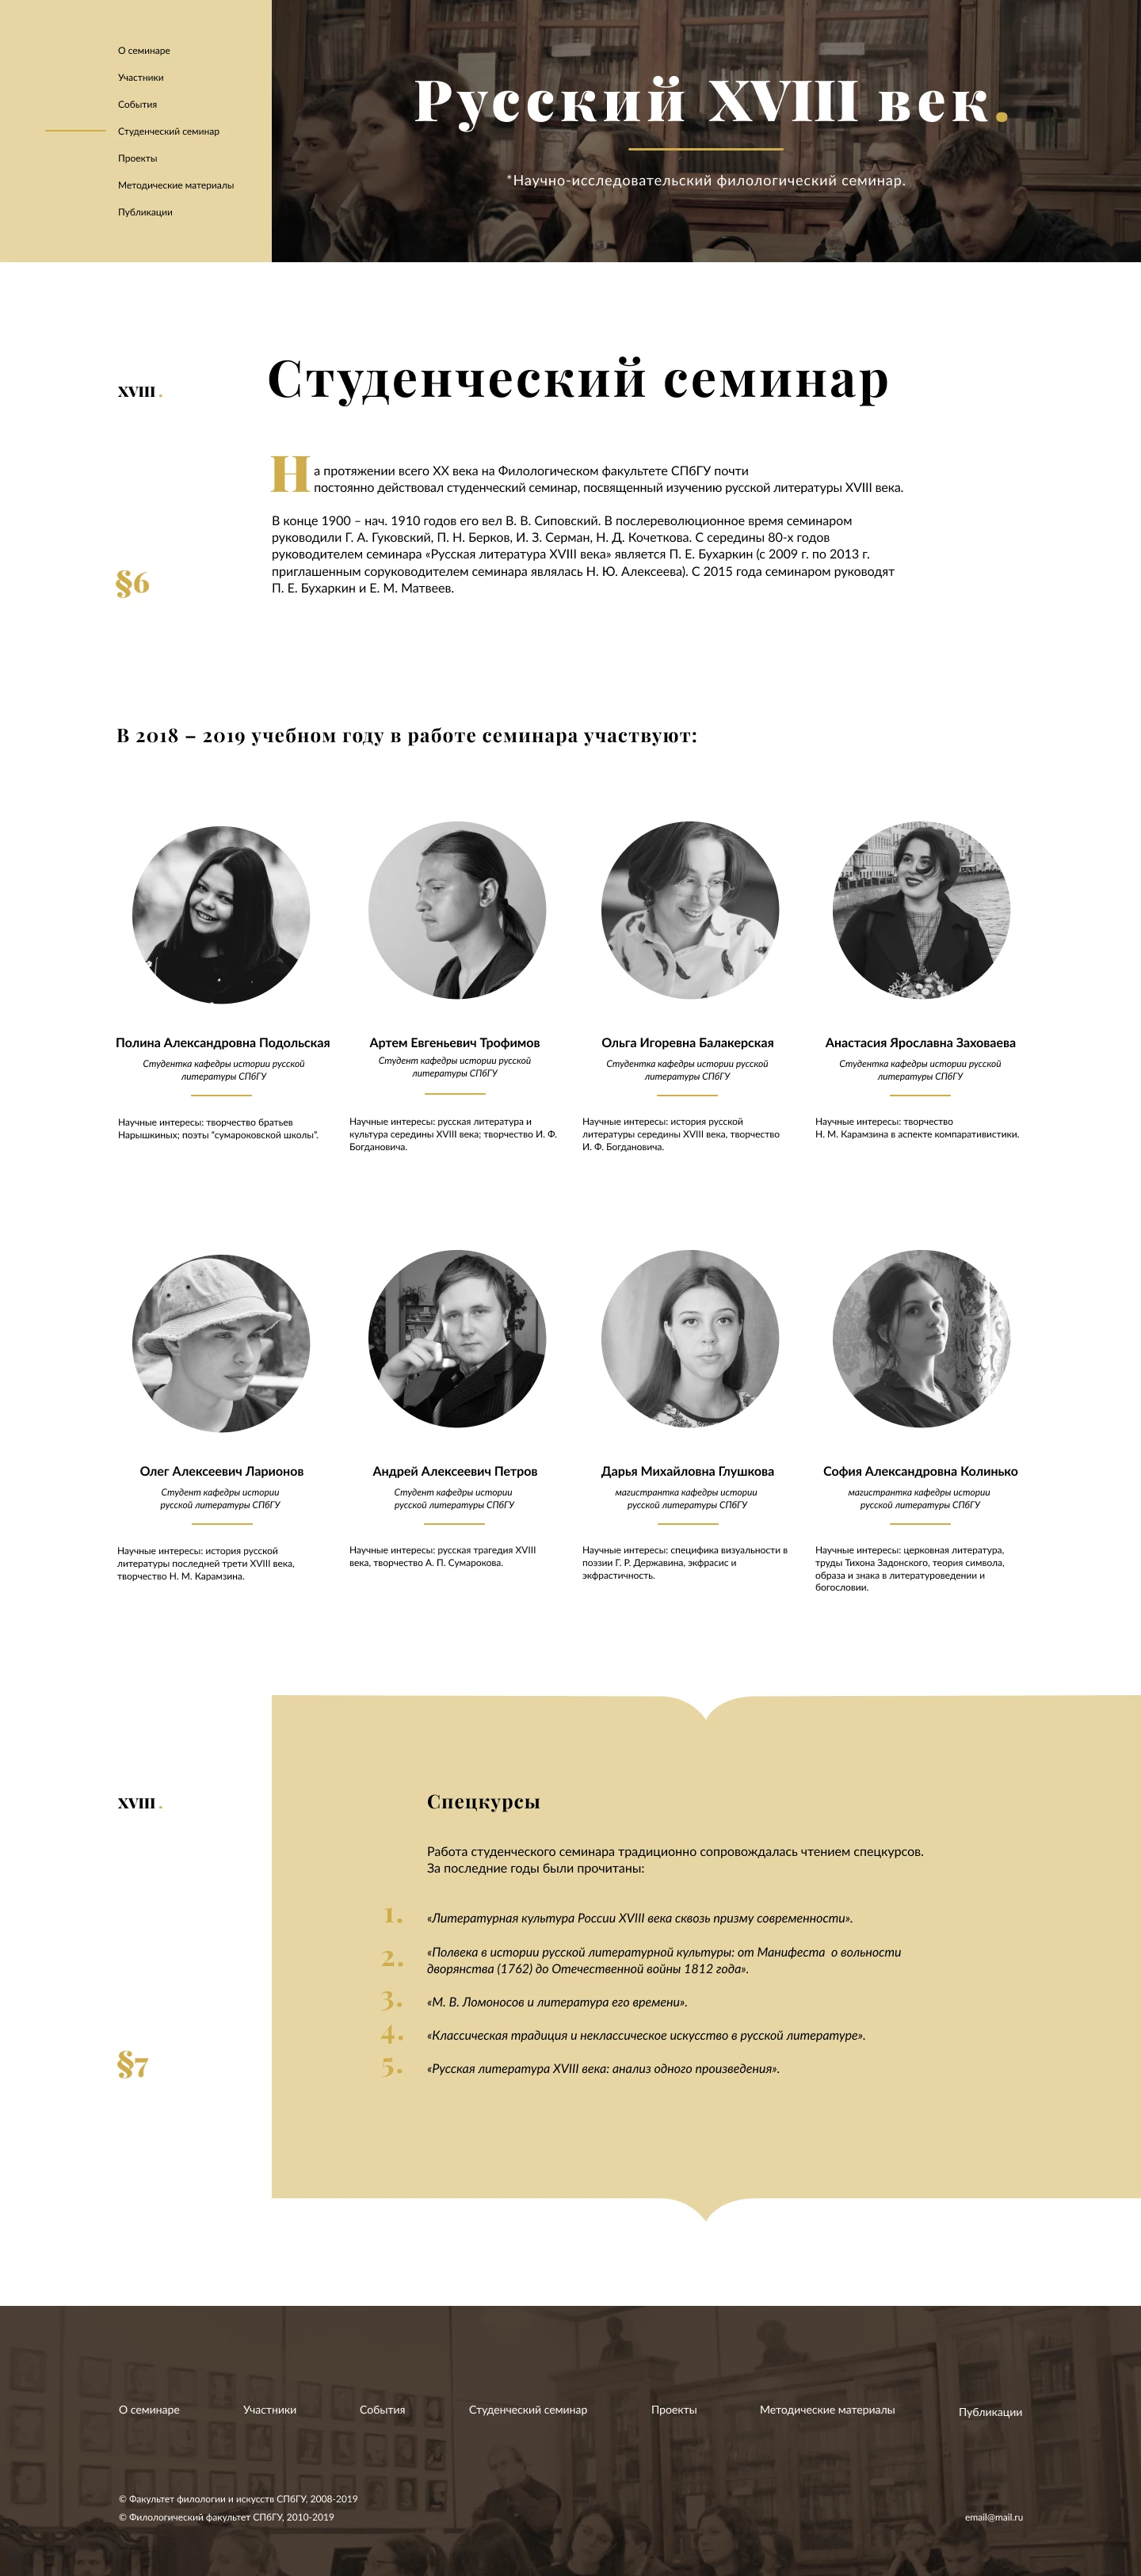 О семинаре
Участники
События
Студенческий семинар
Проекты
Методические материалы
Публикации
Русский XVIII век.
*Научно-исследовательский филологический семинар.
XVIII.
Студенческий семинар
На протяжении всего XX века на Филологическом факультете СПбГУ почти
постоянно действовал студенческий семинар, посвященный изучению русской литературы XVIII века.
В конце 1900 – нач. 1910 годов его вел В. В. Сиповский. В послереволюционное время семинаром
руководили Г. А. Гуковский, П. Н. Берков, И. З. Серман, Н. Д. Кочеткова. С середины 80-х годов
руководителем семинара «Русская литература XVIII века» является П. Е. Бухаркин (с 2009 г. по 2013 г.
приглашенным соруководителем семинара являлась Н. Ю. Алексеева). С 2015 года семинаром руководят
П. Е. Бухаркин и Е. М. Матвеев.
§6
В 2018 – 2019 учебном году в работе семинара участвуют:
Полина Александровна Подольская
Студентка кафедры истории русской
литературы СПбГУ
Научные интересы: творчество братьев
Нарышкиных; поэты “сумароковской школы”.
Артем Евгеньевич Трофимов
Студент кафедры истории русской
литературы СПбГУ
Научные интересы: русская литература и
культура середины XVIII века; творчество И. Ф.
Богдановича.
Ольга Игоревна Балакерская
Студентка кафедры истории русской
литературы СПбГУ
Научные интересы: история русской
литературы середины XVIII века, творчество
И. Ф. Богдановича.
Анастасия Ярославна Заховаева
Студентка кафедры истории русской
литературы СПбГУ
Научные интересы: творчество
Н. М. Карамзина в аспекте компаративистики.
Олег Алексеевич Ларионов
Студент кафедры истории
русской литературы СПбГУ
Научные интересы: история русской
литературы последней трети XVIII века,
творчество Н. М. Карамзина.
Андрей Алексеевич Петров
Студент кафедры истории
русской литературы СПбГУ
Научные интересы: русская трагедия XVIII
века, творчество А. П. Сумарокова.
Дарья Михайловна Глушкова
магистрантка кафедры истории
русской литературы СПбГУ
Научные интересы: специфика визуальности в
поэзии Г. Р. Державина, экфрасис и
экфрастичность.
София Александровна Колинько
магистрантка кафедры истории
русской литературы СПбГУ
Научные интересы: церковная литература,
труды Тихона Задонского, теория символа,
образа и знака в литературоведении и
богословии.
XVIII.
Спецкурсы
Работа студенческого семинара традиционно сопровождалась чтением спецкурсов.
За последние годы были прочитаны:
1. «Литературная культура России XVIII века сквозь призму современности».
2. «Полвека в истории русской литературной культуры: от Манифеста о вольности
дворянства (1762) до Отечественной войны 1812 года».
3. «М. В. Ломоносов и литература его времени».
4. «Классическая традиция и неклассическое искусство в русской литературе».
5. «Русская литература XVIII века: анализ одного произведения».
§7
О семинаре
Участники
События
Студенческий семинар
Проекты
Методические материалы
Публикации
© Факультет филологии и искусств СПбГУ, 2008-2019
© Филологический факультет СПбГУ, 2010-2019
email@mail.ru